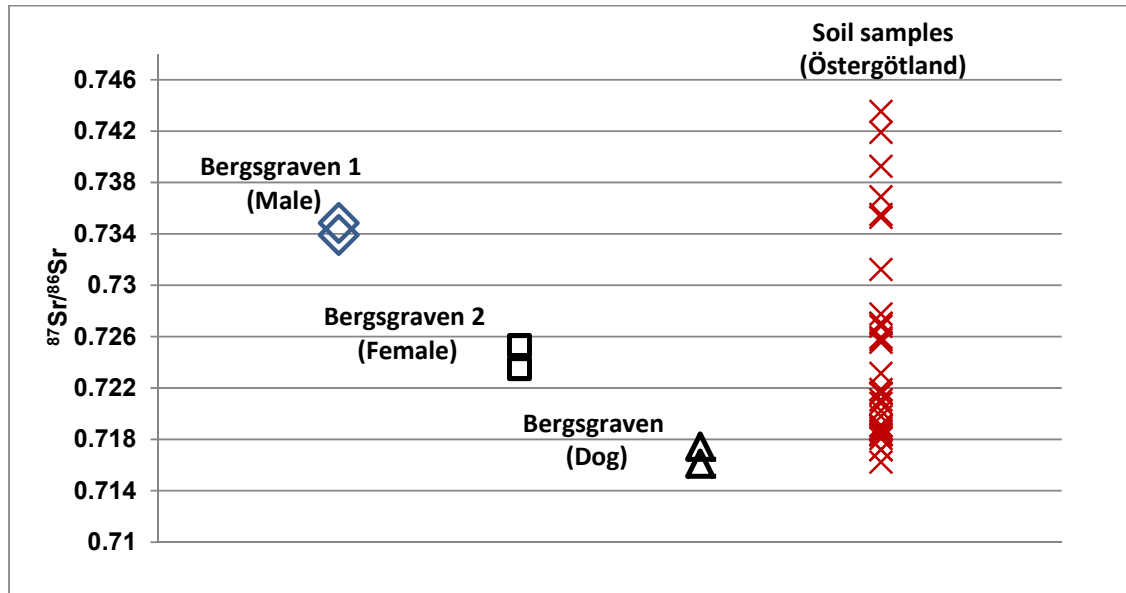 Soil samples
(Östergötland)
0.746
0.742
0.738
0.734
0.73
0.726
0.722
0.718
0.714
0.71
⁸⁷Sr/⁸⁶Sr
Bergsgraven 1
(Male)
Bergsgraven 2
(Female)
Bergsgraven
(Dog)